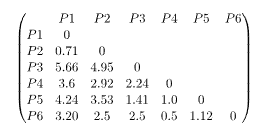 P1 P2 P3 P4 P5 P6
P1 0
P2 0.71 0
P3 5.66 4.95 0
P4 3.6 2.92 2.24 0
P5 4.24 3.53 1.41 1.0 0
P6 3.20 2.5 2.5 0.5 1.12 0